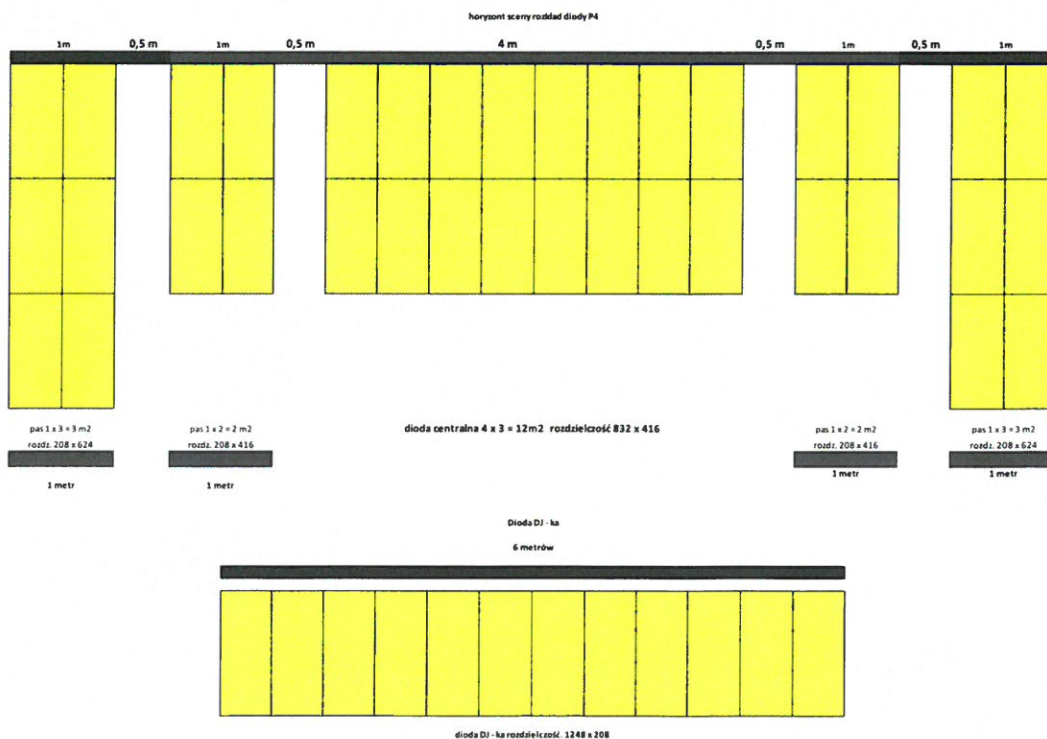 horyzont sceny rozkład diody P4
1m 0,5 m 1m 0,5 m 4 m 0,5 m 1m 0,5 m 1m
pas 1 x 3 = 3 m2
rozdz. 208 x 624
1 metr
pas 1 x 2 = 2 m2
rozdz. 208 x 416
1 metr
dioda centralna 4 x 3 = 12m2 rozdzielczość 832 x 416
pas 1 x 2 = 2 m2
rozdz. 208 x 416
1 metr
pas 1 x 3 = 3 m2
rozdz. 208 x 624
1 metr
Dioda DJ - ka
6 metrów
dioda DJ - ka rozdzielczość. 1248 x 208